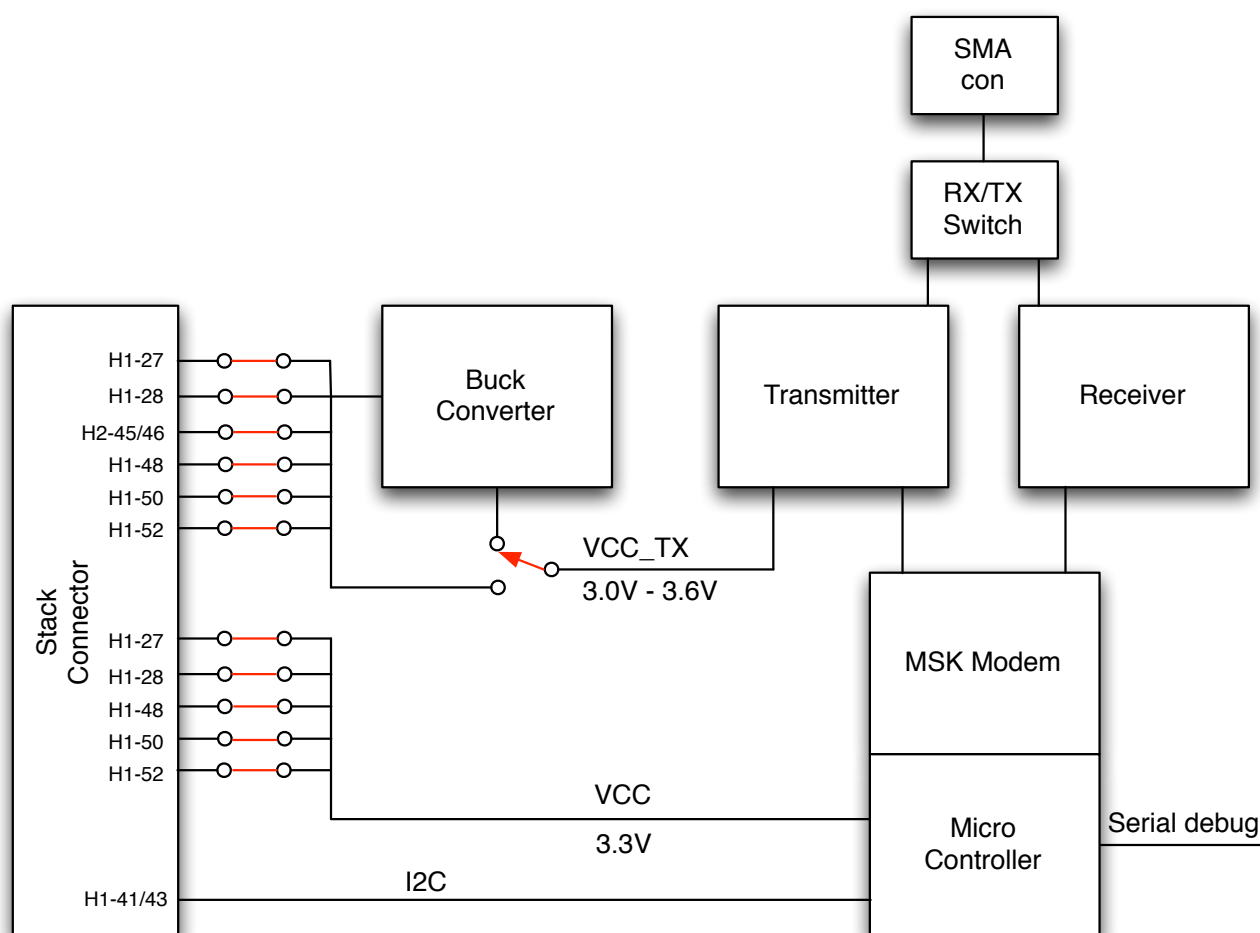 SMA
con
RX/TX
Switch
H1-27
H1-28
H2-45/46
H1-48
H1-50
H1-52
Buck
Converter
Transmitter
Receiver
VCC_TX
3.0V - 3.6V
Stack
Connector
H1-27
H1-28
H1-48
H1-50
H1-52
MSK Modem
VCC
3.3V
Micro
Controller
Serial debug
I2C
H1-41/43